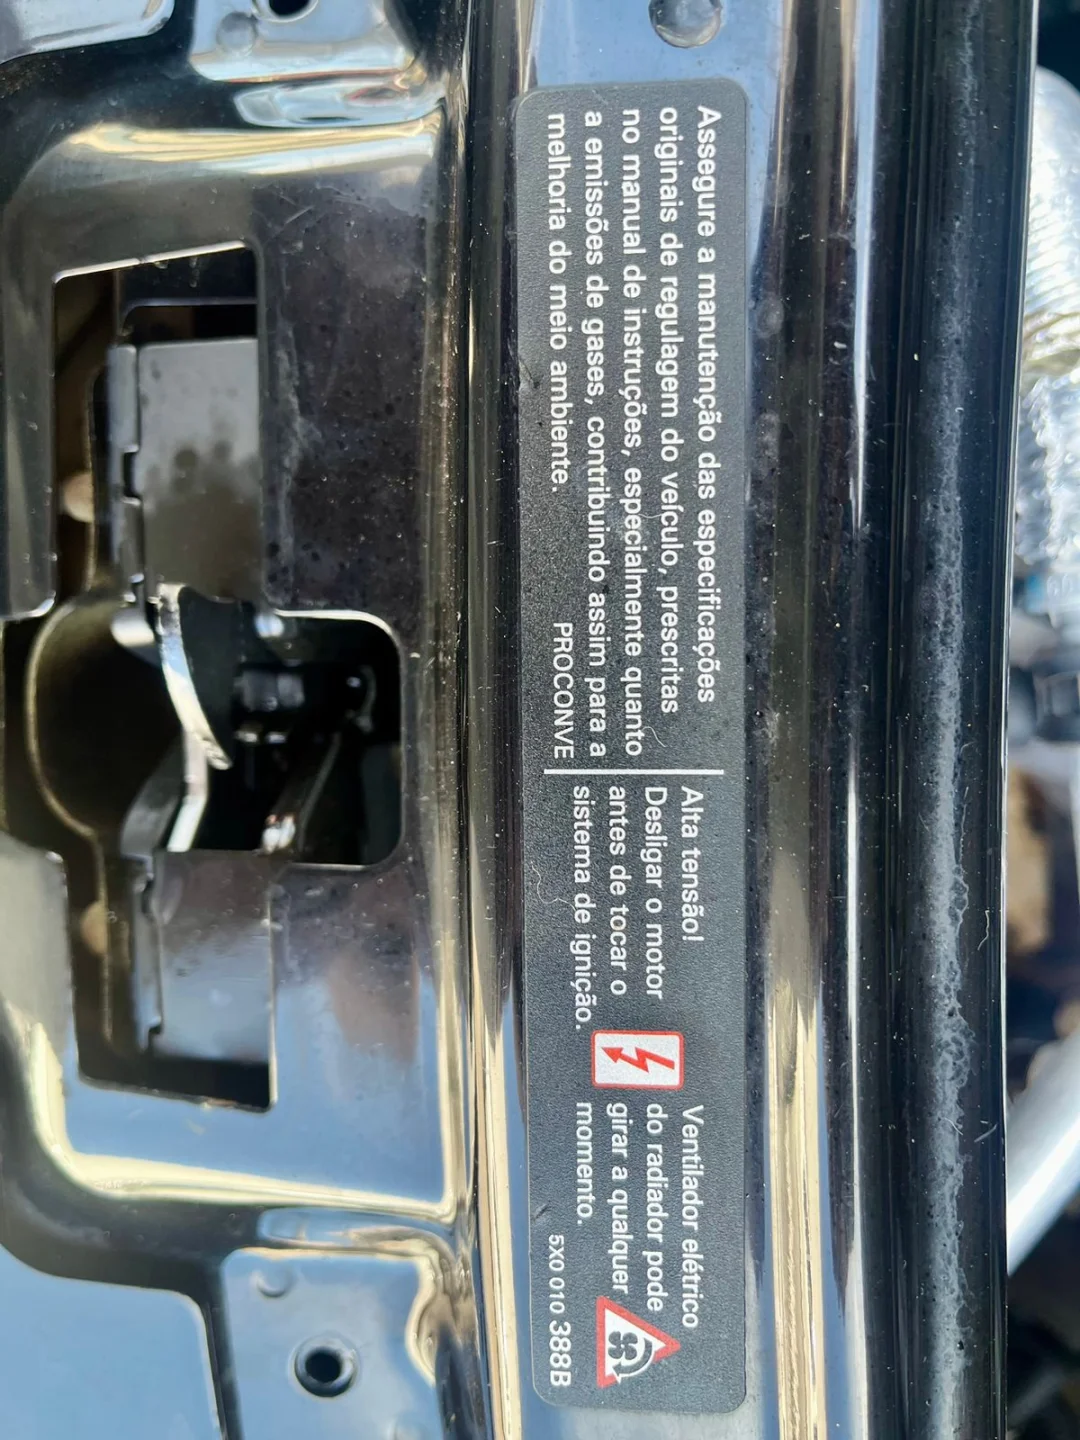 Assegure a manutenção das especificações
originais de regulagem do veículo, prescritas
no manual de instruções, especialmente quanto
a emissões de gases, contribuindo assim para a
melhoria do meio ambiente.
PROCONVE
Alta tensão!
Desligar o motor
antes de tocar o
sistema de ignição.
Ventilador elétrico
do radiador pode
girar a qualquer
momento.
5X0 010 388B